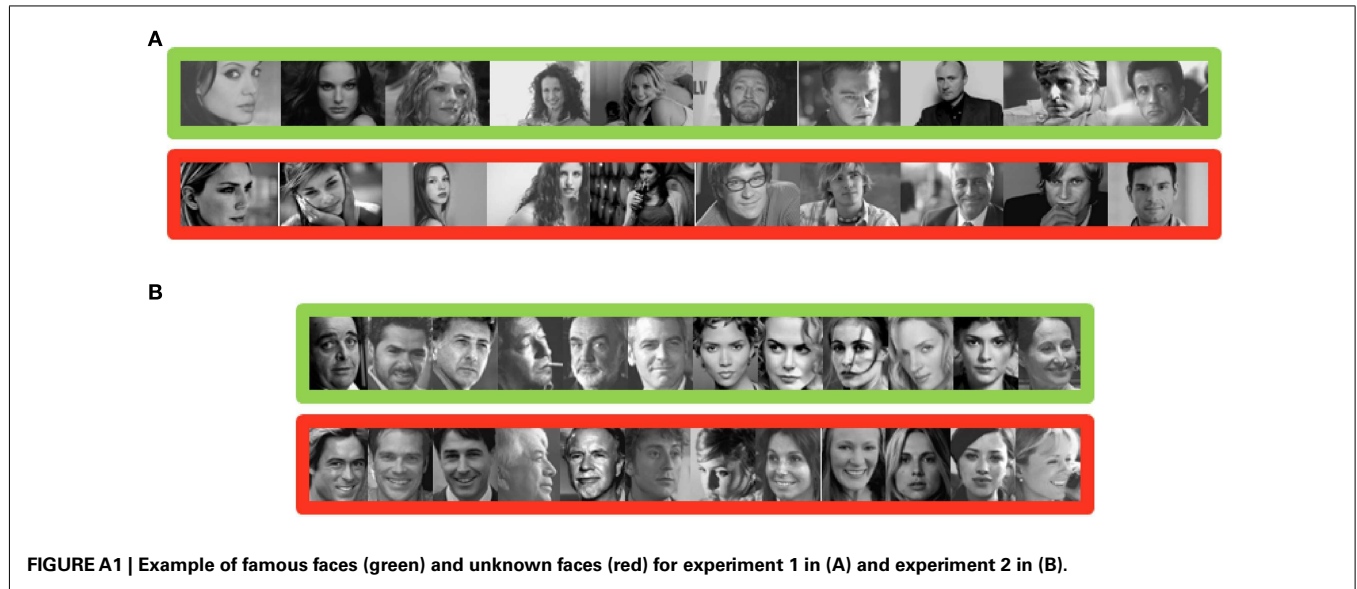 A
LV
B
FIGURE A1 | Example of famous faces (green) and unknown faces (red) for experiment 1 in (A) and experiment 2 in (B).